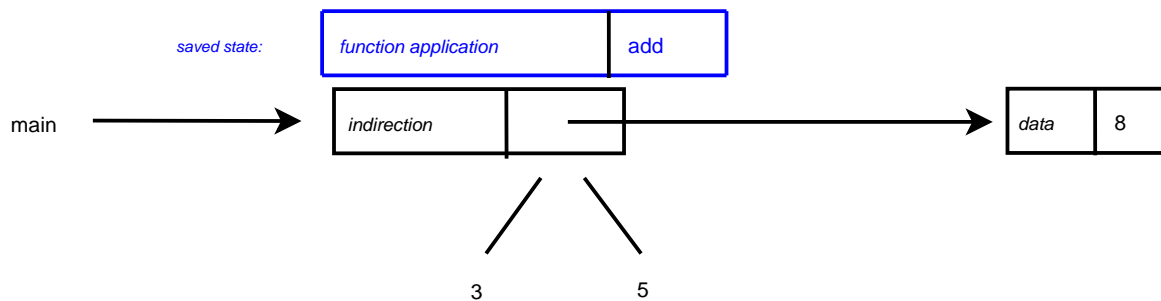 saved state: function application add
main indirection data 8
3 5